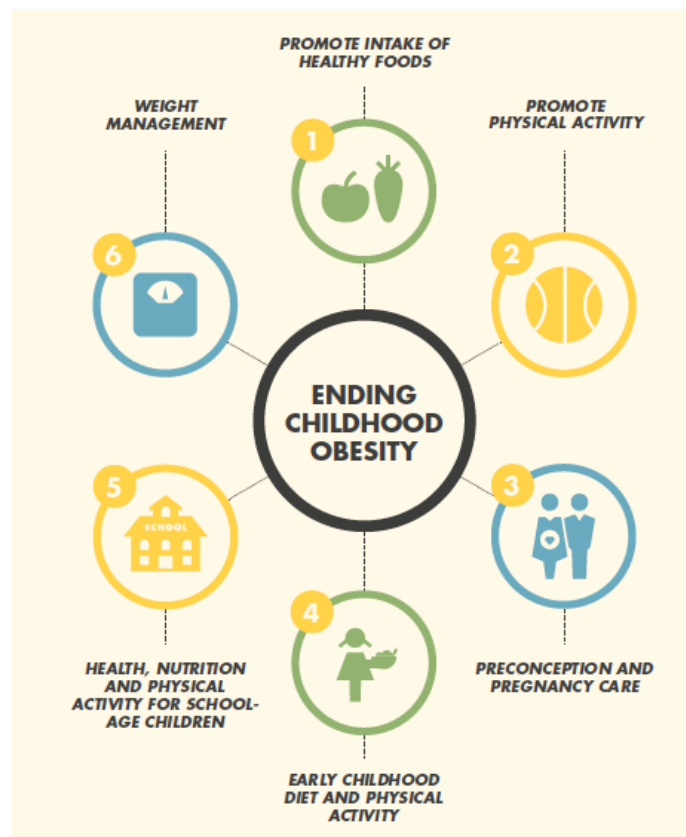 PROMOTE INTAKE OF
HEALTHY FOODS
1
PROMOTE
PHYSICAL ACTIVITY
2
PRECONCEPTION AND
PREGNANCY CARE
3
EARLY CHILDHOOD
DIET AND PHYSICAL
ACTIVITY
4
HEALTH, NUTRITION
AND PHYSICAL
ACTIVITY FOR SCHOOL-
AGE CHILDREN
5
SCHOOL
WEIGHT
MANAGEMENT
6
ENDING
CHILDHOOD
OBESITY